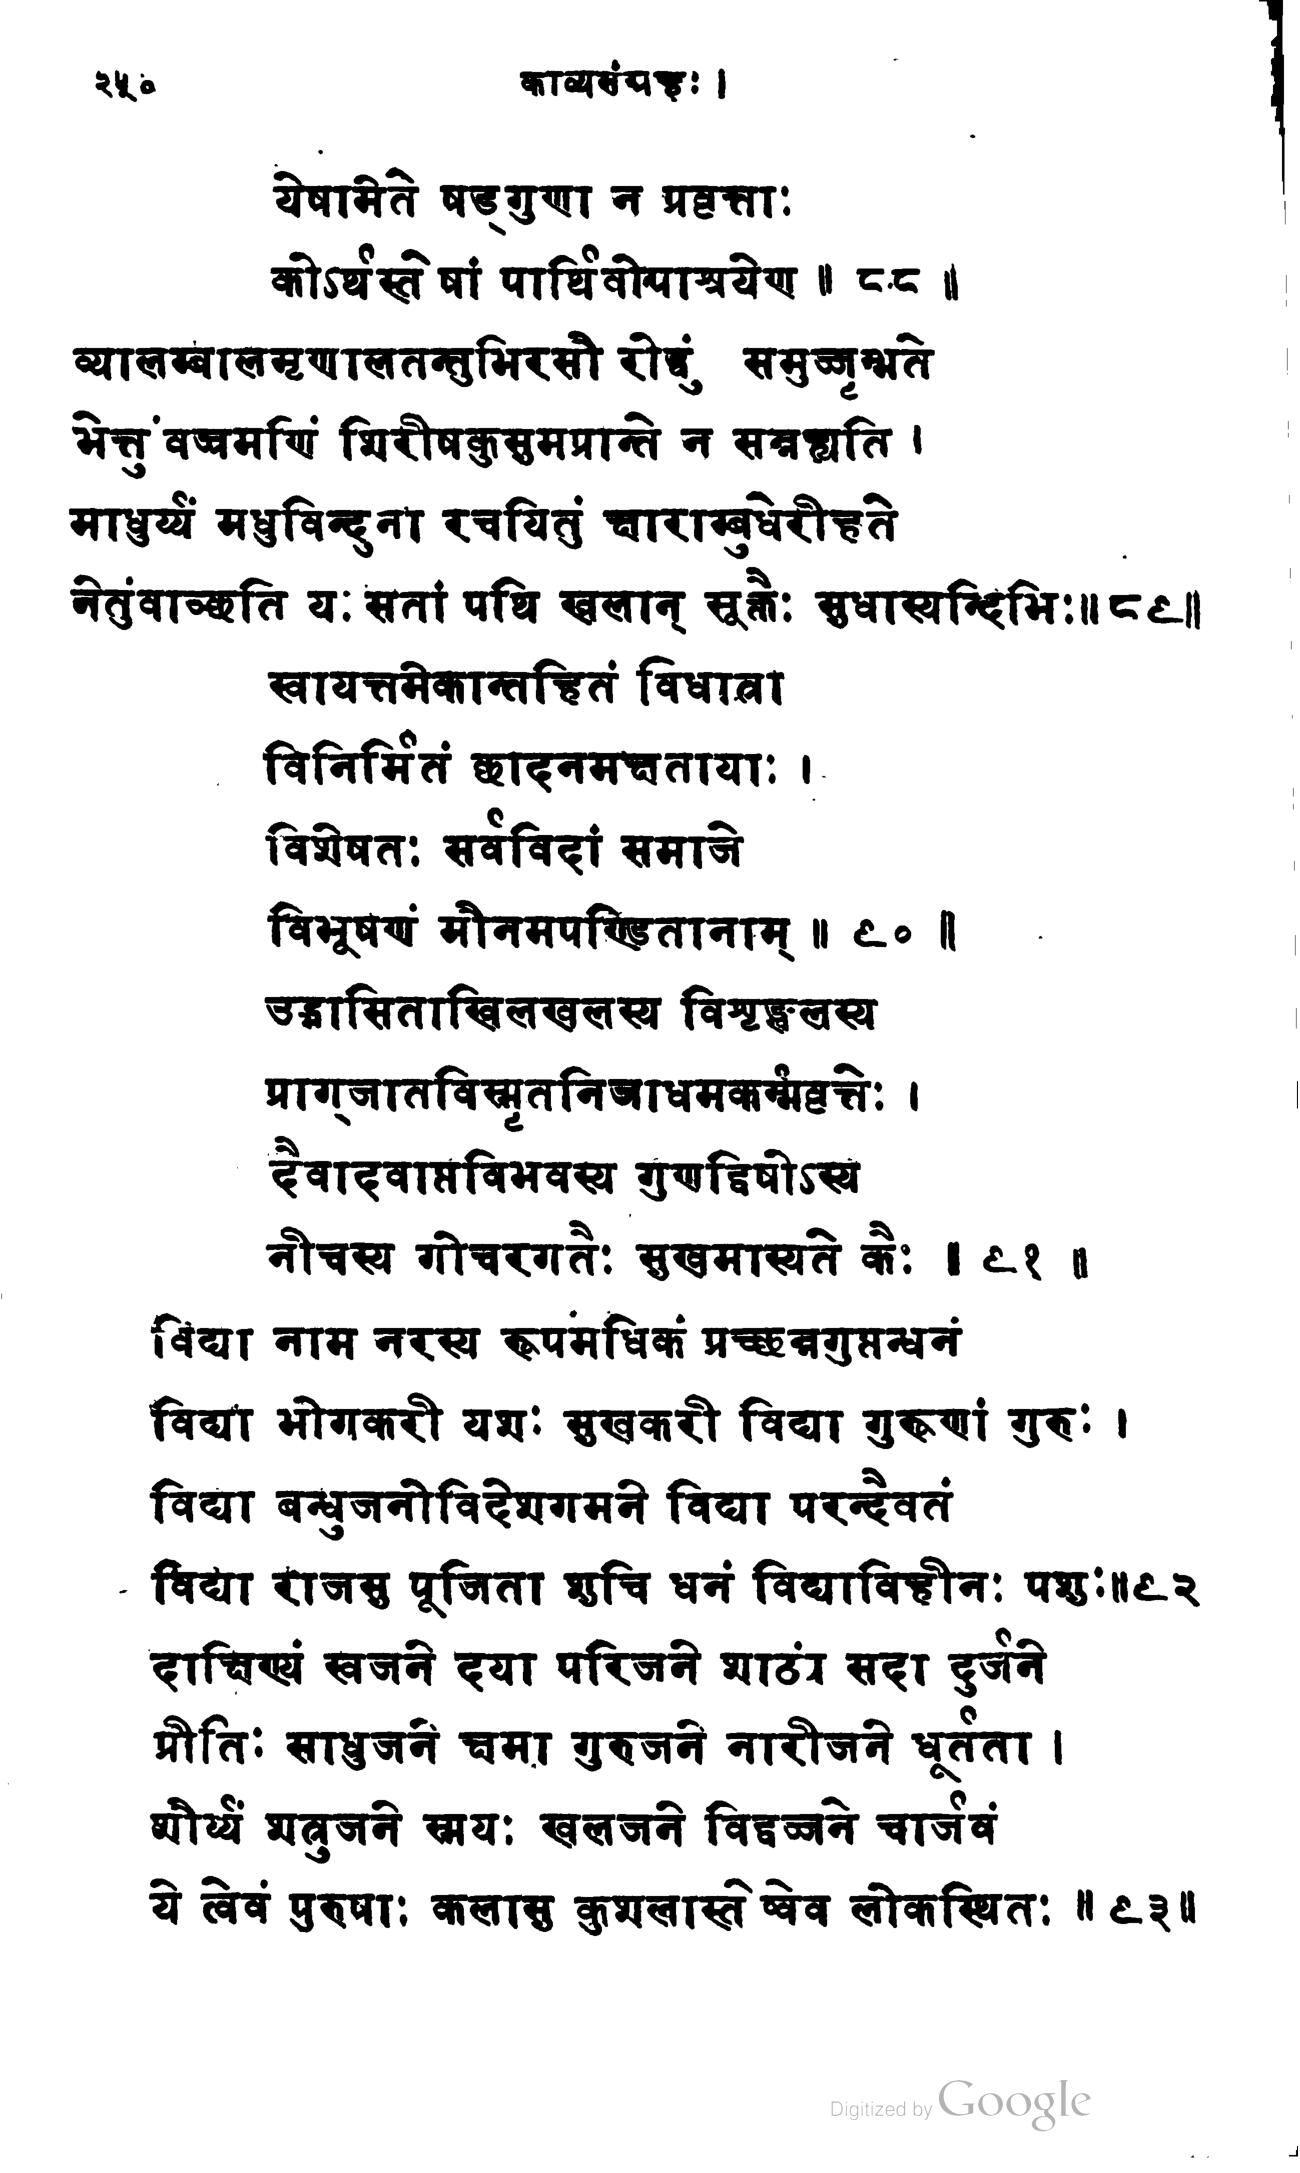 २५० काव्यसंग्रहः ।
येषामेते षड्गुणा न प्रवृत्ताः
कोऽर्थस्तेषां पार्थिवोपाश्रयेण ॥ ८८ ॥
व्यालम्बालमृणालतन्तुभिरसौ रोद्धुं समुज्जृम्भते
भेत्तुं वज्रमणिं शिरीषकुसुमप्रान्ते न सन्नह्यति ।
माधुर्य्यं मधुविन्दुना रचयितुं क्षाराम्बुधेरीहते
नेतुं वाञ्छति यः सतां पथि खलान् सूक्तैः सुधास्यन्दिभिः॥८९॥
स्वायत्तमेकान्तहितं विधात्रा
विनिर्मितं छादनमज्ञतायाः ।
विशेषतः सर्वविदां समाजे
विभूषणं मौनमपण्डितानाम् ॥ ९० ॥
उद्भासिताखिलखलस्य विशृङ्खलस्य
प्राग्जातविस्मृतनिजाधमकर्म्मवृत्तेः ।
दैवादवाप्तविभवस्य गुणद्विषोऽस्य
नीचस्य गोचरगतैः सुखमास्यते कैः । ९१ ॥
विद्या नाम नरस्य रूपमधिकं प्रच्छन्नगुप्तन्धनं
विद्या भोगकरी यशः सुखकरी विद्या गुरूणां गुरुः ।
विद्या बन्धुजनोविदेशगमने विद्या परन्दैवतं
विद्या राजसु पूजिता शुचि धनं विद्याविहीनः पशुः॥९२
दाक्षिण्यं स्वजने दया परिजने शाठ्यं सदा दुर्जने
प्रीतिः साधुजने क्षमा गुरुजने नारीजने धूर्तता ।
शौर्य्यं शत्रुजने स्मयः खलजने विद्वज्जने चार्जवं
ये त्वेवं पुरुषाः कलासु कुशलास्तेष्वेव लोकस्थितः ॥ ९३॥
Digitized by Google